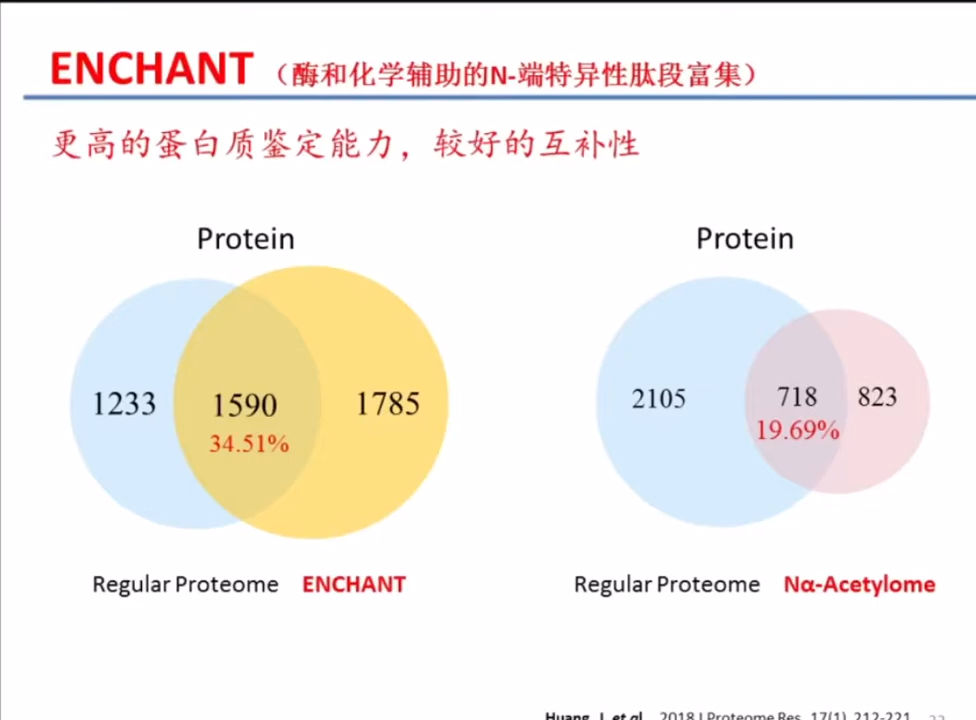 ENCHANT （酶和化学辅助的N-端特异性肽段富集）
更高的蛋白质鉴定能力，较好的互补性
Protein
1233 1590 1785
34.51%
Regular Proteome ENCHANT
Protein
2105 718 823
19.69%
Regular Proteome Nα-Acetylome
Huang, J. et al. 2018 J Proteome Res. 17(1), 212-221